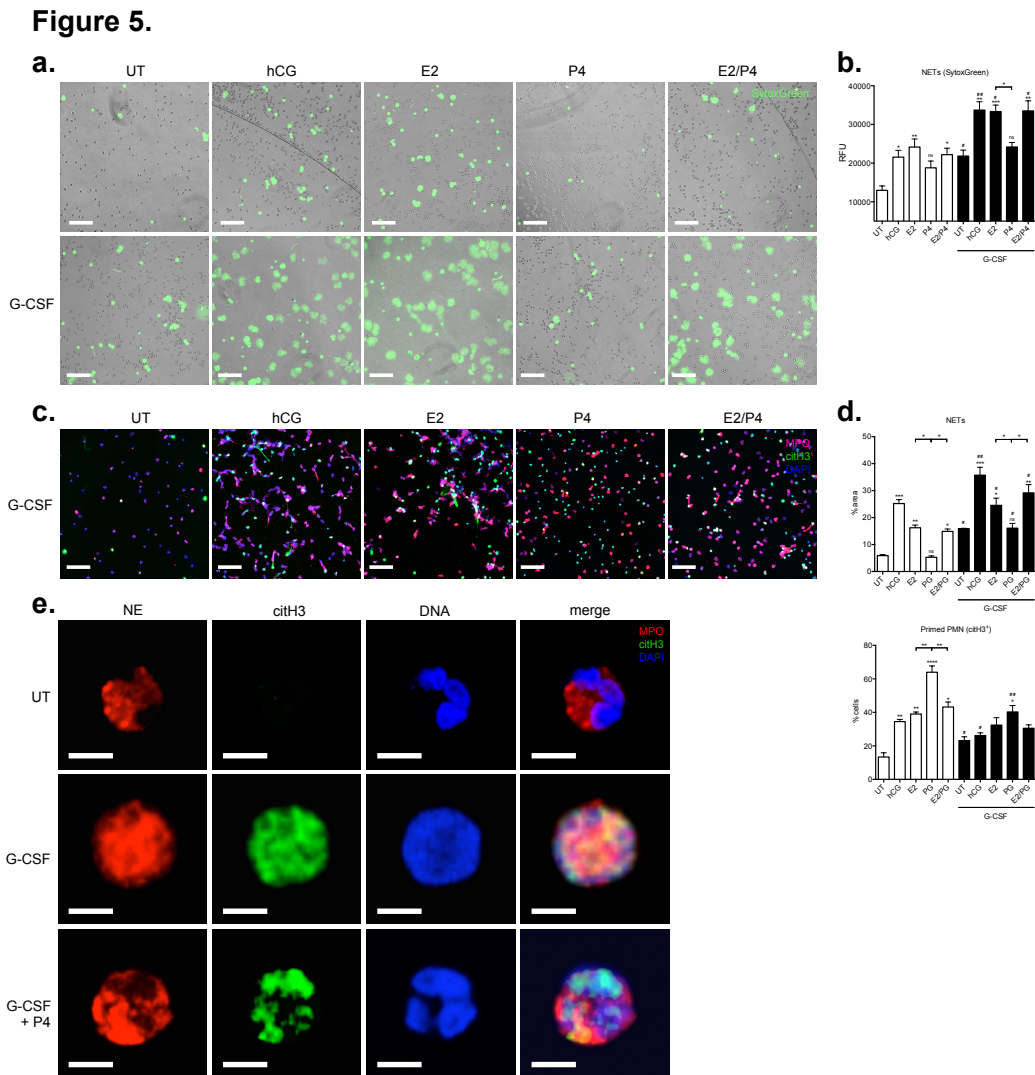 Figure 5.
a.
UT hCG E2 P4 E2/P4
SytoxGreen
G-CSF
b.
NETs (SytoxGreen)
RFU
40000
30000
20000
10000
* ** ns * # ## ** # *** * ns # **
UT hCG E2 P4 E2/P4 UT hCG E2 P4 E2/P4
G-CSF
c.
UT hCG E2 P4 E2/P4
G-CSF
MPO
citH3
DAPI
d.
NETs
% area
50
40
30
20
10
0
*** ** ns * * * # ## *** # * # ns # ** * *
UT hCG E2 PG E2/PG UT hCG E2 PG E2/PG
G-CSF
Primed PMN (citH3+)
% cells
80
60
40
20
0
** ** **** * ** ** # # ## *
UT hCG E2 PG E2/PG UT hCG E2 PG E2/PG
G-CSF
e.
NE citH3 DNA merge
MPO
citH3
DAPI
UT
G-CSF
G-CSF
+ P4